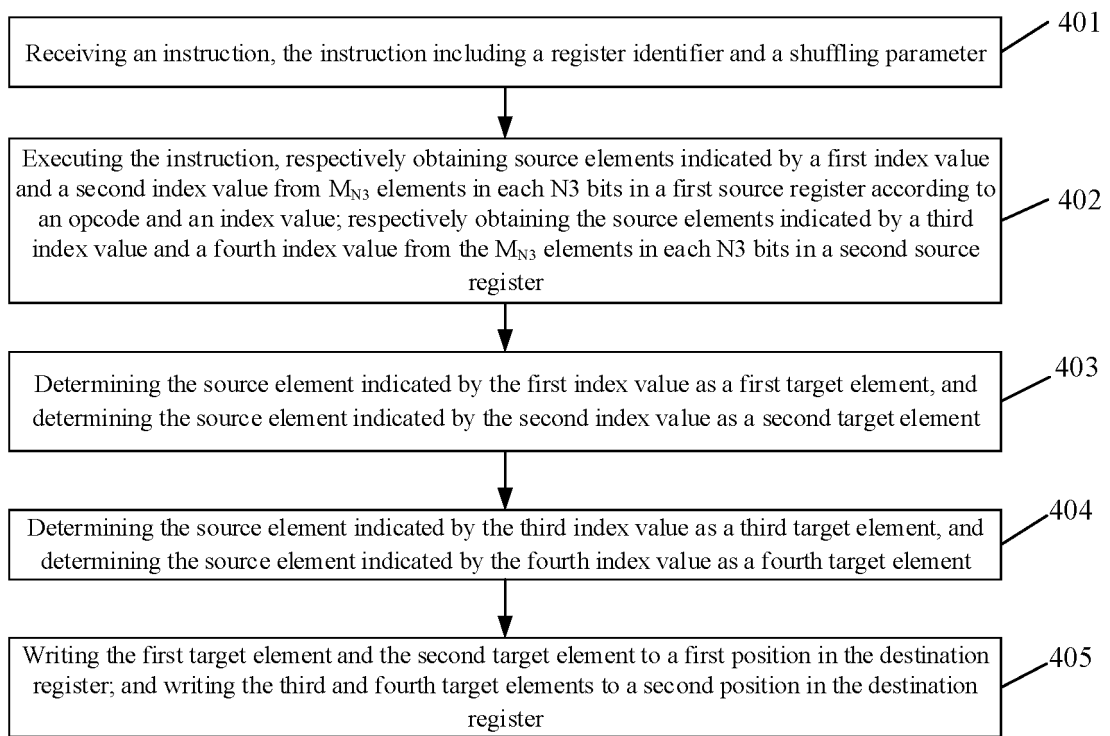 401
Receiving an instruction, the instruction including a register identifier and a shuffling parameter
Executing the instruction, respectively obtaining source elements indicated by a first index value
and a second index value from M_N3 elements in each N3 bits in a first source register according to
an opcode and an index value; respectively obtaining the source elements indicated by a third
index value and a fourth index value from the M_N3 elements in each N3 bits in a second source
register
402
403
Determining the source element indicated by the first index value as a first target element, and
determining the source element indicated by the second index value as a second target element
404
Determining the source element indicated by the third index value as a third target element, and
determining the source element indicated by the fourth index value as a fourth target element
Writing the first target element and the second target element to a first position in the destination
register; and writing the third and fourth target elements to a second position in the destination
register
405